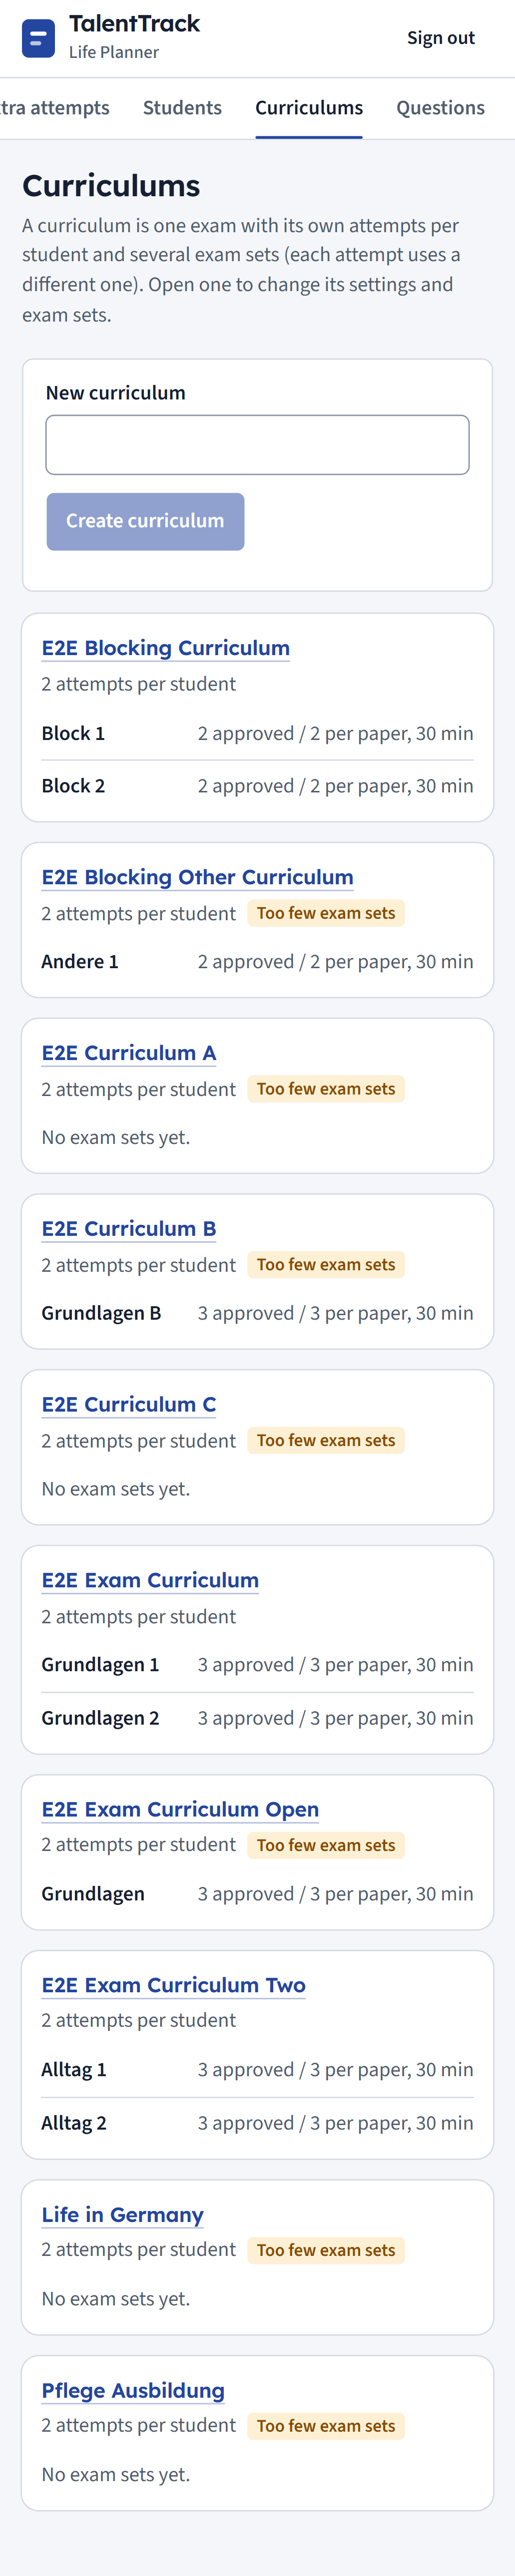 TalentTrack
Life Planner
Sign out
tra attempts
Students
Curriculums
Questions
Curriculums
A curriculum is one exam with its own attempts per
student and several exam sets (each attempt uses a
different one). Open one to change its settings and
exam sets.
New curriculum
Create curriculum
E2E Blocking Curriculum
2 attempts per student
Block 1 2 approved / 2 per paper, 30 min
Block 2 2 approved / 2 per paper, 30 min
E2E Blocking Other Curriculum
2 attempts per student Too few exam sets
Andere 1 2 approved / 2 per paper, 30 min
E2E Curriculum A
2 attempts per student Too few exam sets
No exam sets yet.
E2E Curriculum B
2 attempts per student Too few exam sets
Grundlagen B 3 approved / 3 per paper, 30 min
E2E Curriculum C
2 attempts per student Too few exam sets
No exam sets yet.
E2E Exam Curriculum
2 attempts per student
Grundlagen 1 3 approved / 3 per paper, 30 min
Grundlagen 2 3 approved / 3 per paper, 30 min
E2E Exam Curriculum Open
2 attempts per student Too few exam sets
Grundlagen 3 approved / 3 per paper, 30 min
E2E Exam Curriculum Two
2 attempts per student
Alltag 1 3 approved / 3 per paper, 30 min
Alltag 2 3 approved / 3 per paper, 30 min
Life in Germany
2 attempts per student Too few exam sets
No exam sets yet.
Pflege Ausbildung
2 attempts per student Too few exam sets
No exam sets yet.